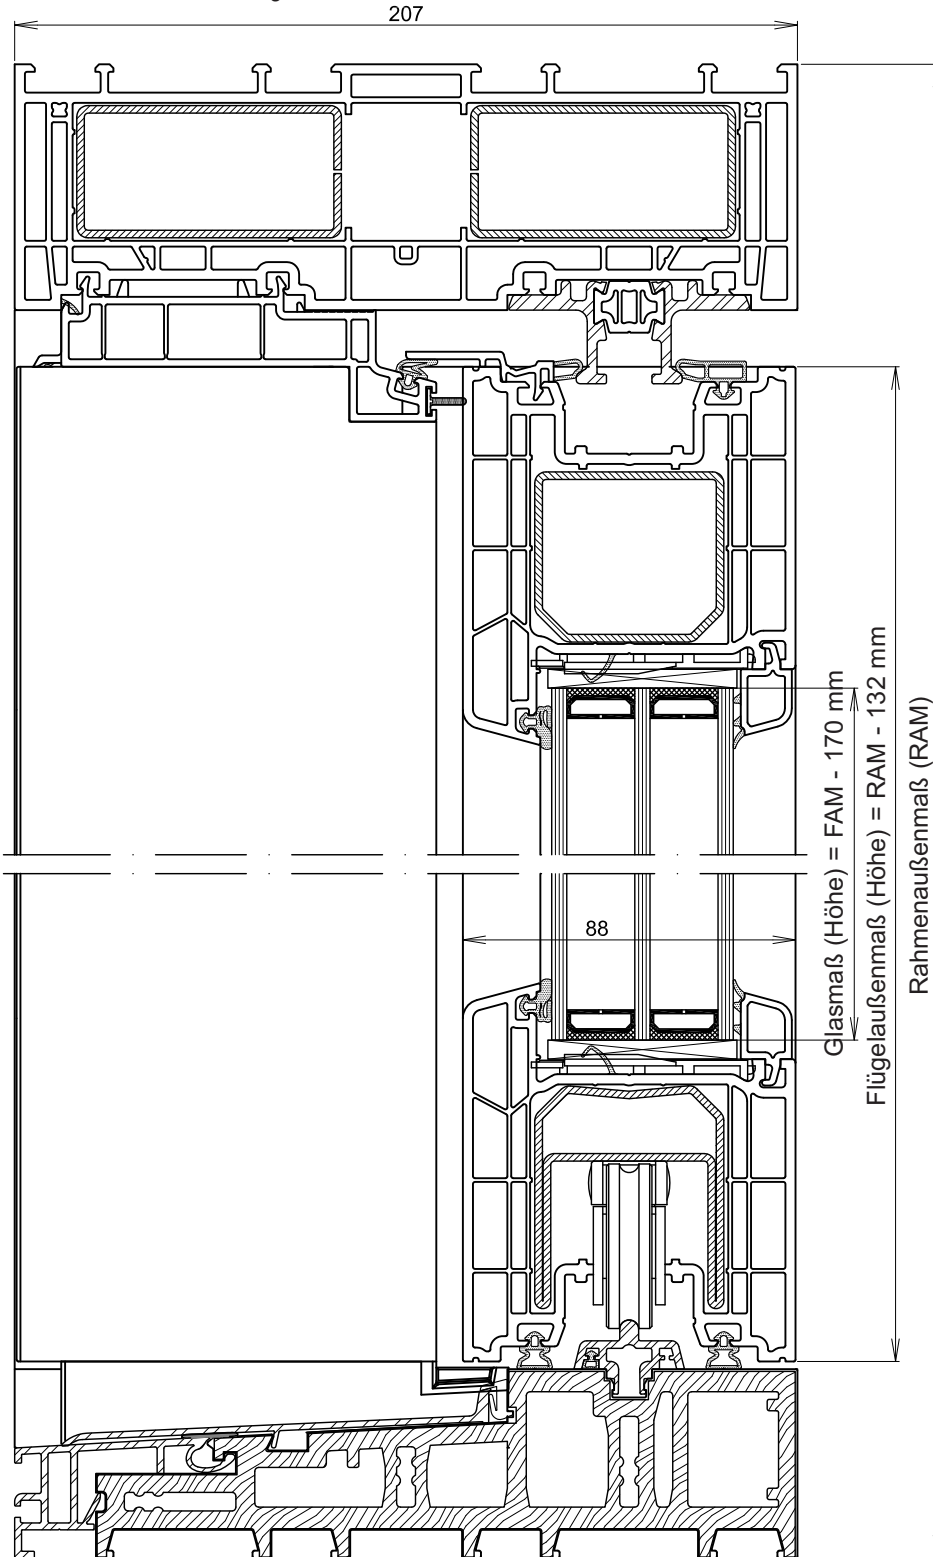 207
88
Glasmaß (Höhe) = FAM - 170 mm
Flügelaußenmaß (Höhe) = RAM - 132 mm
Rahmenaußenmaß (RAM)